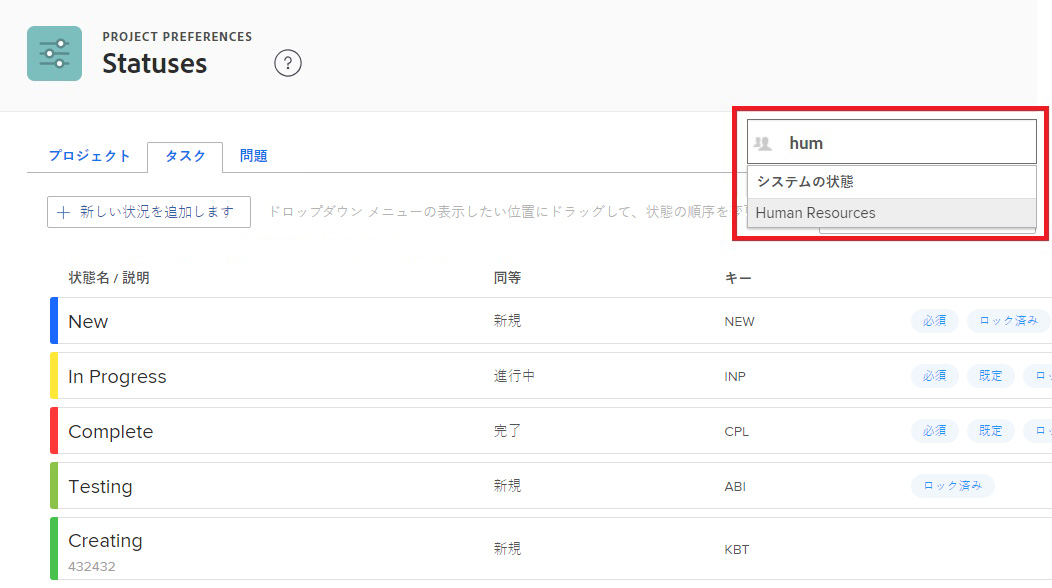 PROJECT PREFERENCES
Statuses
?
hum
システムの状態
Human Resources
プロジェクト タスク 問題
新しい状況を追加します ドロップダウン メニューの表示したい位置にドラッグして、状態の順序を
状態名 / 説明 同等 キー
New 新規 NEW 必須 ロック済み
In Progress 進行中 INP 必須 既定 ロッ
Complete 完了 CPL 必須 既定 ロッ
Testing 新規 ABI ロック済み
Creating 新規 KBT
432432